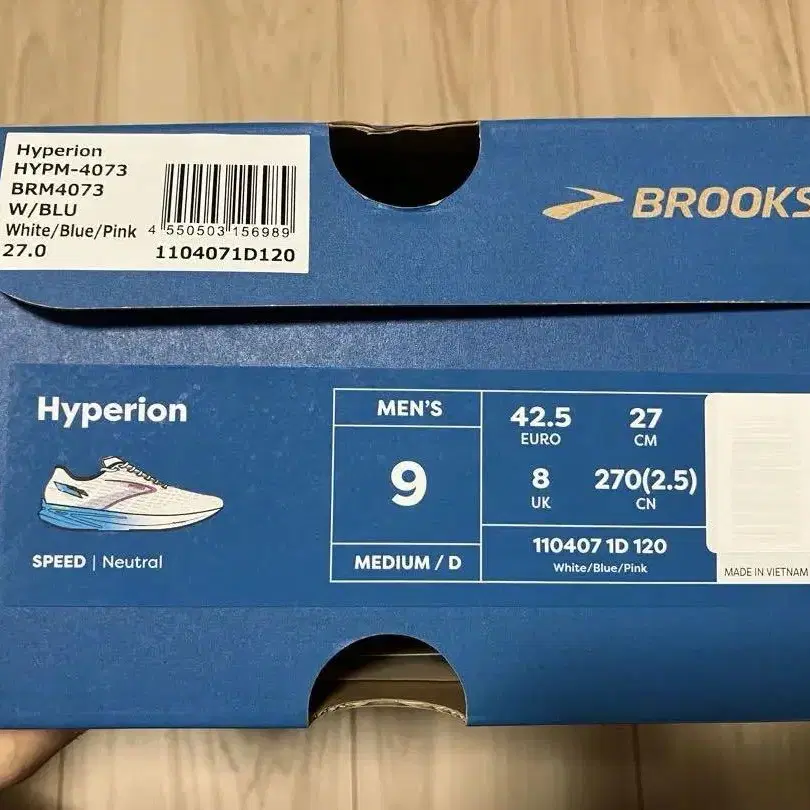 Hyperion
HYPM-4073
BRM4073
W/BLU
White/Blue/Pink
27.0
4 550503 156989
1104071D120
BROOKS
Hyperion
SPEED | Neutral
MEN'S
9
MEDIUM / D
42.5
EURO
27
CM
8
UK
270(2.5)
CN
110407 1D 120
White/Blue/Pink
MADE IN VIETNAM